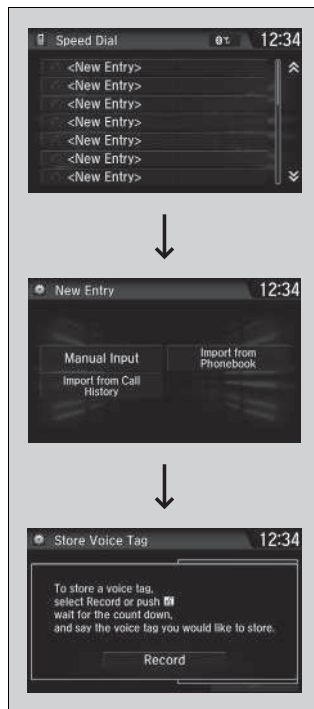 Speed Dial
12:34
<New Entry>
<New Entry>
<New Entry>
<New Entry>
<New Entry>
<New Entry>
<New Entry>
New Entry
12:34
Manual Input
Import from
Phonebook
Import from Call
History
Store Voice Tag
12:34
To store a voice tag,
select Record or push
wait for the count down,
and say the voice tag you would like to store.
Record